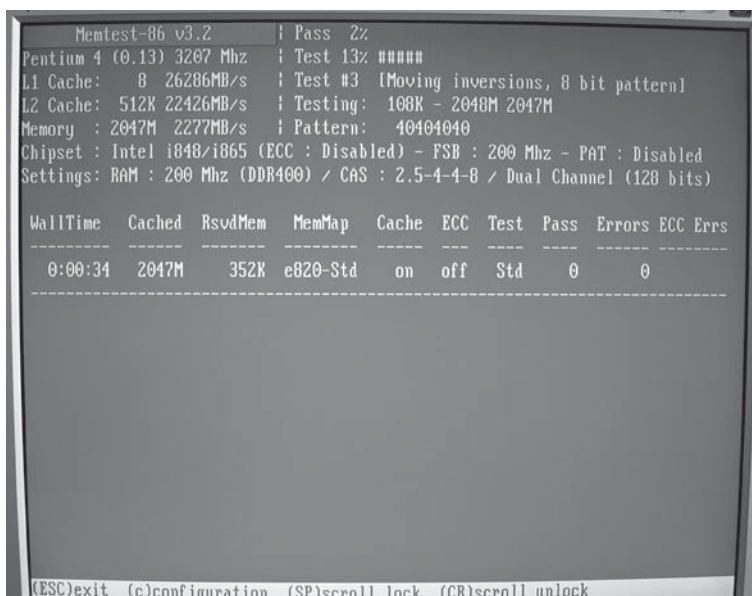 Memtest-86 v3.2 | Pass 2%
Pentium 4 (0.13) 3207 Mhz | Test 13% #####
L1 Cache: 8 26286MB/s | Test #3 [Moving inversions, 8 bit pattern]
L2 Cache: 512K 22426MB/s | Testing: 108K - 2048M 2047M
Memory : 2047M 2277MB/s | Pattern: 40404040
Chipset : Intel i848/i865 (ECC : Disabled) - FSB : 200 Mhz - PAT : Disabled
Settings: RAM : 200 Mhz (DDR400) / CAS : 2.5-4-4-8 / Dual Channel (128 bits)
WallTime Cached RsvdMem MemMap Cache ECC Test Pass Errors ECC Errs
0:00:34 2047M 352K e820-Std on off Std 0 0
(ESC)exit (c)configuration (SP)scroll_lock (CR)scroll_unlock